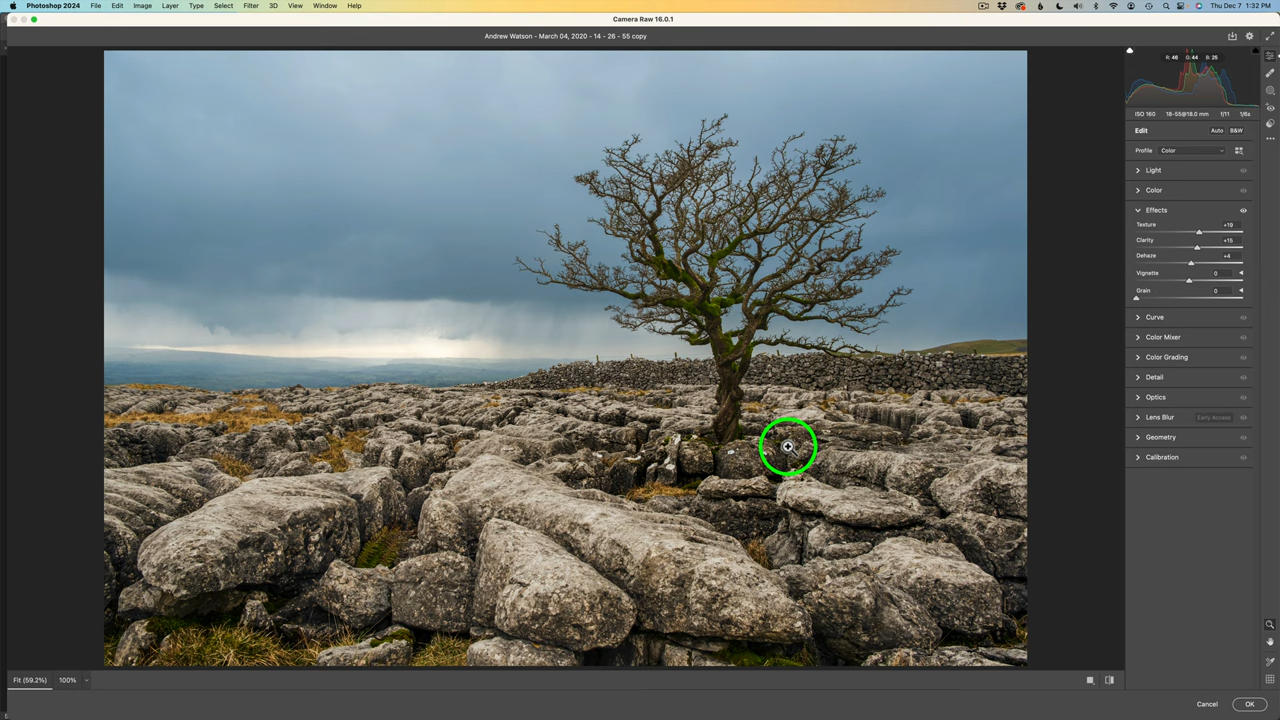 Photoshop 2024 File Edit Image Layer Type Select Filter 3D View Window Help Thu Dec 7 1:32 PM
Camera Raw 16.0.1
Andrew Watson - March 04, 2020 - 14 - 26 - 55 copy
R: 46 G: 44 B: 25
ISO 160 18-55@18.0 mm f/11 1/6s
Edit Auto B&W
Profile Color
Light
Color
Effects
Texture +19
Clarity +15
Dehaze +4
Vignette 0
Grain 0
Curve
Color Mixer
Color Grading
Detail
Optics
Lens Blur Early Access
Geometry
Calibration
Fit (59.2%) 100%
Cancel OK